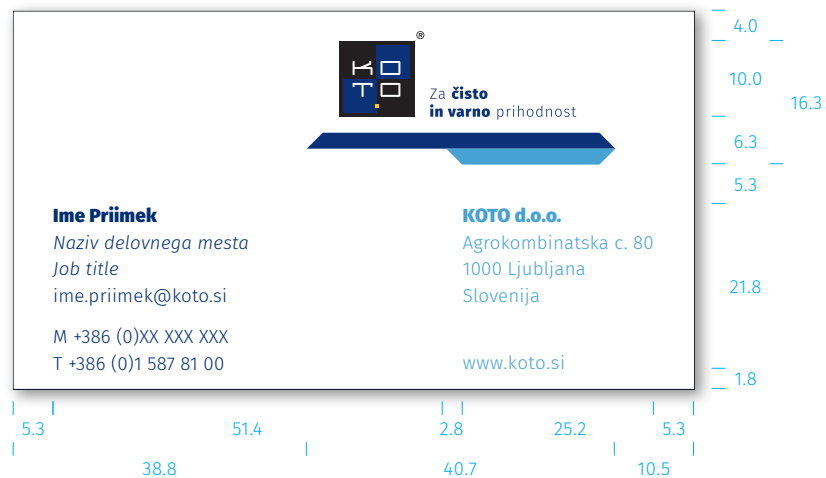 ®
KO
TO
Za čisto
in varno prihodnost
Ime Priimek
Naziv delovnega mesta
Job title
ime.priimek@koto.si
M +386 (0)XX XXX XXX
T +386 (0)1 587 81 00
KOTO d.o.o.
Agrokombinatska c. 80
1000 Ljubljana
Slovenija
www.koto.si
4.0
10.0
16.3
6.3
5.3
21.8
1.8
5.3 51.4 2.8 25.2 5.3
38.8 40.7 10.5